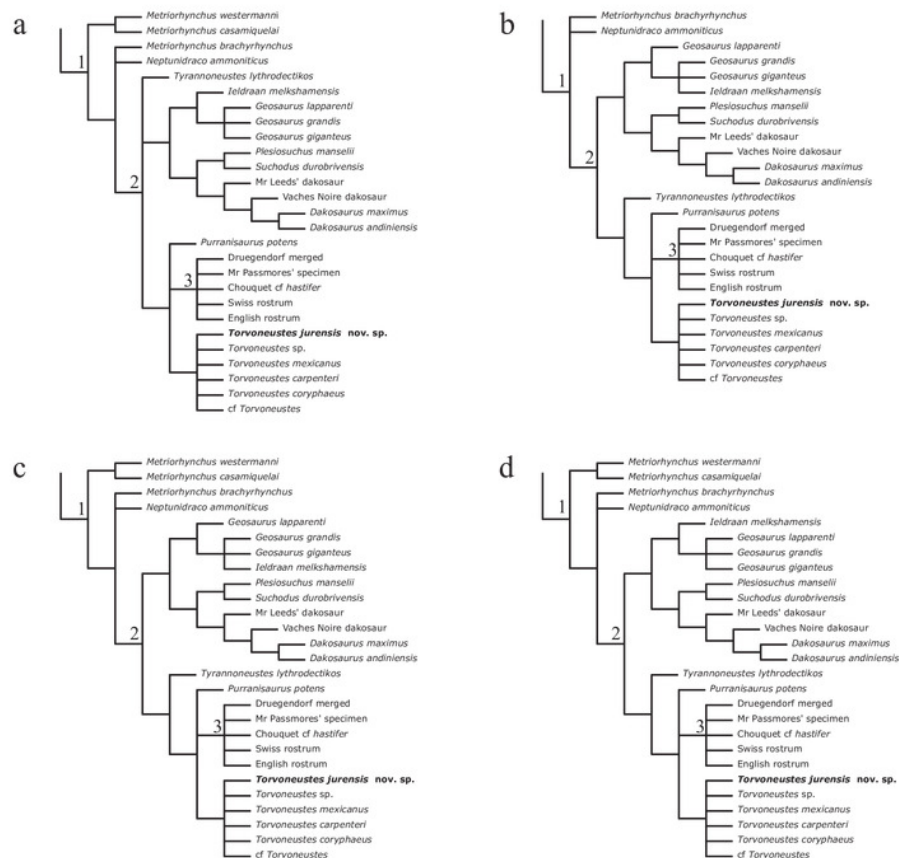 a
Metriorhynchus westermanni
Metriorhynchus casamiquelai
1
Metriorhynchus brachyrhynchus
Neptunidraco ammoniticus
Tyrannoneustes lythrodectikos
Ieldraan melkshamensis
Geosaurus lapparenti
Geosaurus grandis
Geosaurus giganteus
Plesiosuchus manselii
Suchodus durobrivensis
2
Mr Leeds' dakosaur
Vaches Noire dakosaur
Dakosaurus maximus
Dakosaurus andiniensis
Purranisaurus potens
Druegendorf merged
Mr Passmores' specimen
3
Chouquet cf hastifer
Swiss rostrum
English rostrum
Torvoneustes jurensis nov. sp.
Torvoneustes sp.
Torvoneustes mexicanus
Torvoneustes carpenteri
Torvoneustes coryphaeus
cf Torvoneustes
b
Metriorhynchus brachyrhynchus
Neptunidraco ammoniticus
Geosaurus lapparenti
Geosaurus grandis
1
Geosaurus giganteus
Ieldraan melkshamensis
Plesiosuchus manselii
Suchodus durobrivensis
Mr Leeds' dakosaur
2
Vaches Noire dakosaur
Dakosaurus maximus
Dakosaurus andiniensis
Tyrannoneustes lythrodectikos
Purranisaurus potens
Druegendorf merged
Mr Passmores' specimen
3
Chouquet cf hastifer
Swiss rostrum
English rostrum
Torvoneustes jurensis nov. sp.
Torvoneustes sp.
Torvoneustes mexicanus
Torvoneustes carpenteri
Torvoneustes coryphaeus
cf Torvoneustes
c
Metriorhynchus westermanni
Metriorhynchus casamiquelai
1
Metriorhynchus brachyrhynchus
Neptunidraco ammoniticus
Geosaurus lapparenti
Geosaurus grandis
Geosaurus giganteus
Ieldraan melkshamensis
Plesiosuchus manselii
Suchodus durobrivensis
Mr Leeds' dakosaur
2
Vaches Noire dakosaur
Dakosaurus maximus
Dakosaurus andiniensis
Tyrannoneustes lythrodectikos
Purranisaurus potens
Druegendorf merged
Mr Passmores' specimen
3
Chouquet cf hastifer
Swiss rostrum
English rostrum
Torvoneustes jurensis nov. sp.
Torvoneustes sp.
Torvoneustes mexicanus
Torvoneustes carpenteri
Torvoneustes coryphaeus
cf Torvoneustes
d
Metriorhynchus westermanni
Metriorhynchus casamiquelai
1
Metriorhynchus brachyrhynchus
Neptunidraco ammoniticus
Ieldraan melkshamensis
Geosaurus lapparenti
Geosaurus grandis
Geosaurus giganteus
Plesiosuchus manselii
Suchodus durobrivensis
Mr Leeds' dakosaur
2
Vaches Noire dakosaur
Dakosaurus maximus
Dakosaurus andiniensis
Tyrannoneustes lythrodectikos
Purranisaurus potens
Druegendorf merged
Mr Passmores' specimen
3
Chouquet cf hastifer
Swiss rostrum
English rostrum
Torvoneustes jurensis nov. sp.
Torvoneustes sp.
Torvoneustes mexicanus
Torvoneustes carpenteri
Torvoneustes coryphaeus
cf Torvoneustes